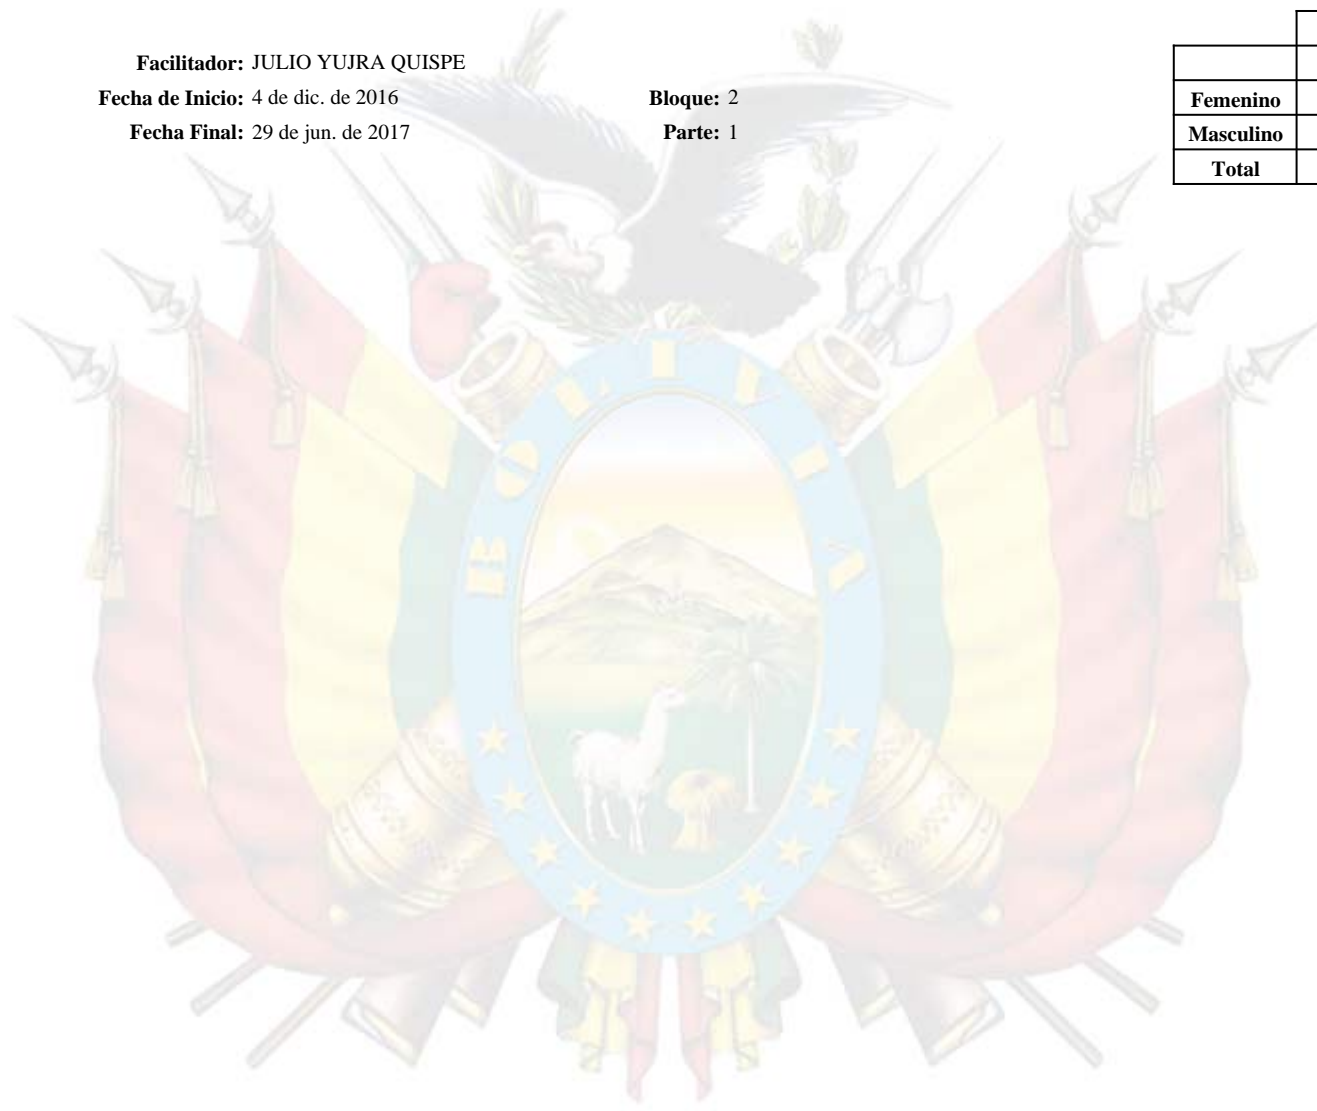 Facilitador: JULIO YUJRA QUISPE
Fecha de Inicio: 4 de dic. de 2016 Bloque: 2
Fecha Final: 29 de jun. de 2017 Parte: 1
Femenino
Masculino
Total
BOLIVIA